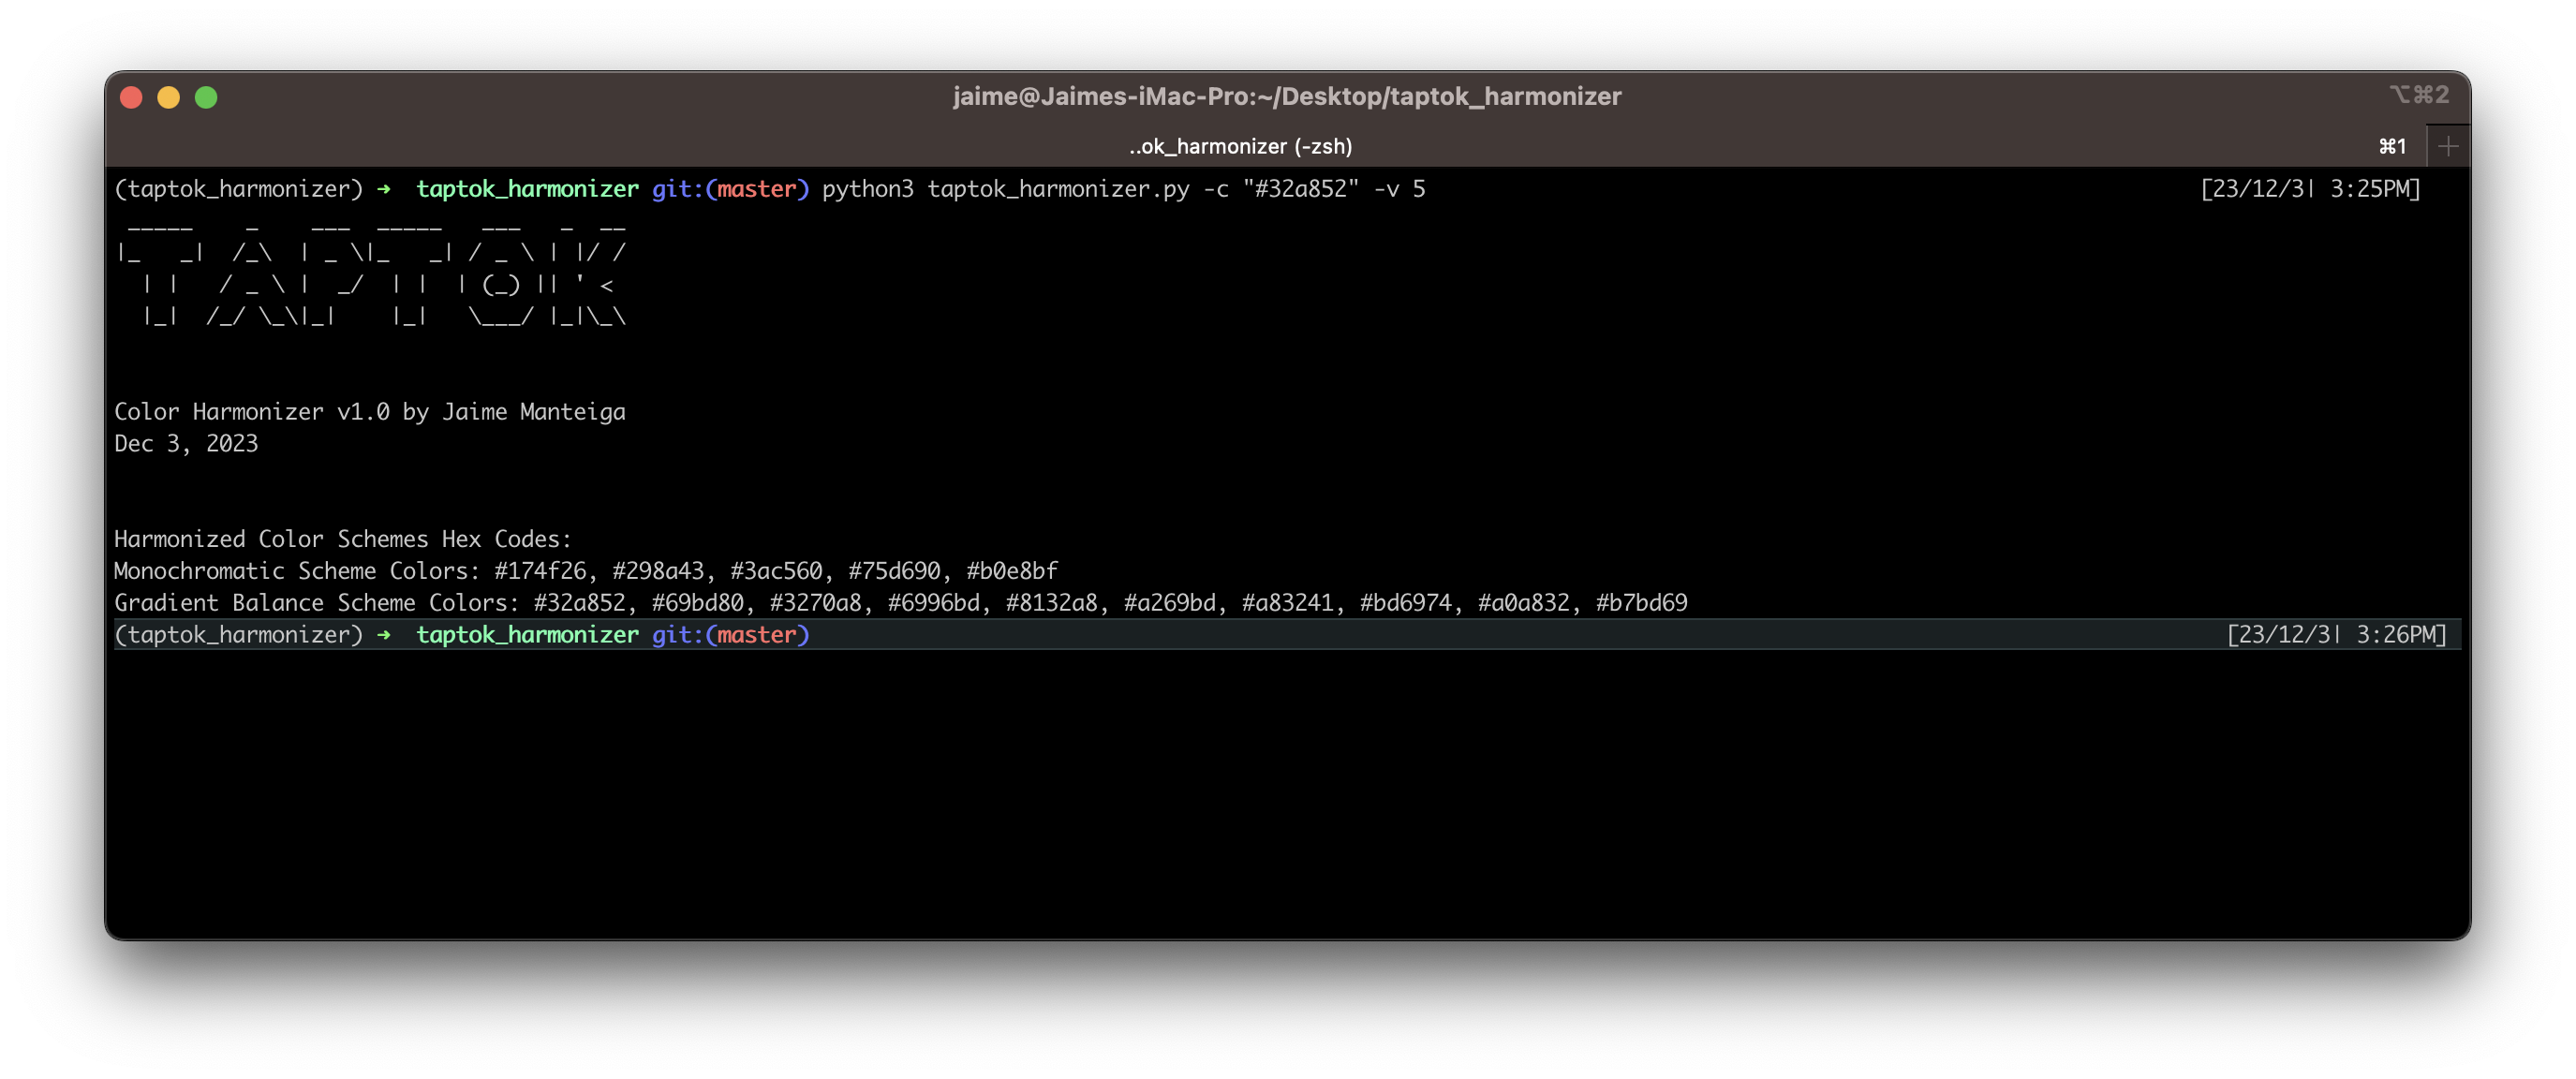 jaime@Jaimes-iMac-Pro:~/Desktop/taptok_harmonizer ⌥⌘2
..ok_harmonizer (-zsh) ⌘1 +
(taptok_harmonizer) ➜  taptok_harmonizer git:(master) python3 taptok_harmonizer.py -c "#32a852" -v 5 [23/12/3| 3:25PM]
 _____    _    ___  _____   ___   _  __
|_   _|  /_\  | _ \|_   _| / _ \ | |/ /
  | |   / _ \ |  _/  | |  | (_) || ' <
  |_|  /_/ \_\|_|    |_|   \___/ |_|\_\
Color Harmonizer v1.0 by Jaime Manteiga
Dec 3, 2023
Harmonized Color Schemes Hex Codes:
Monochromatic Scheme Colors: #174f26, #298a43, #3ac560, #75d690, #b0e8bf
Gradient Balance Scheme Colors: #32a852, #69bd80, #3270a8, #6996bd, #8132a8, #a269bd, #a83241, #bd6974, #a0a832, #b7bd69
(taptok_harmonizer) ➜  taptok_harmonizer git:(master) [23/12/3| 3:26PM]